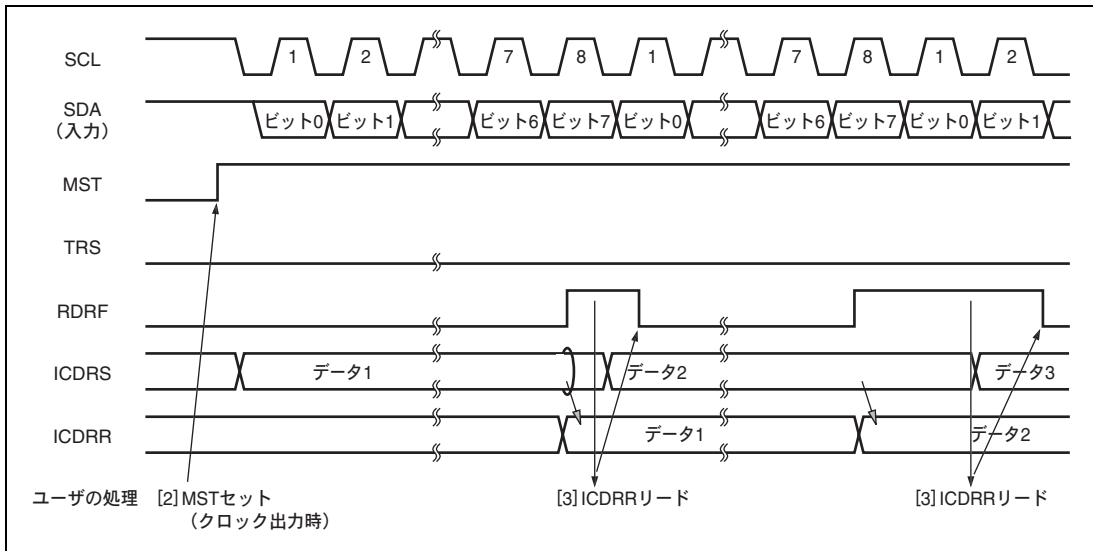 SCL 1 2 7 8 1 7 8 1 2
SDA
（入力） ビット0 ビット1 ビット6 ビット7 ビット0 ビット6 ビット7 ビット0 ビット1
MST
TRS
RDRF
ICDRS データ1 データ2 データ3
ICDRR データ1 データ2
ユーザの処理 [2] MSTセット [3] ICDRRリード [3] ICDRRリード
（クロック出力時）